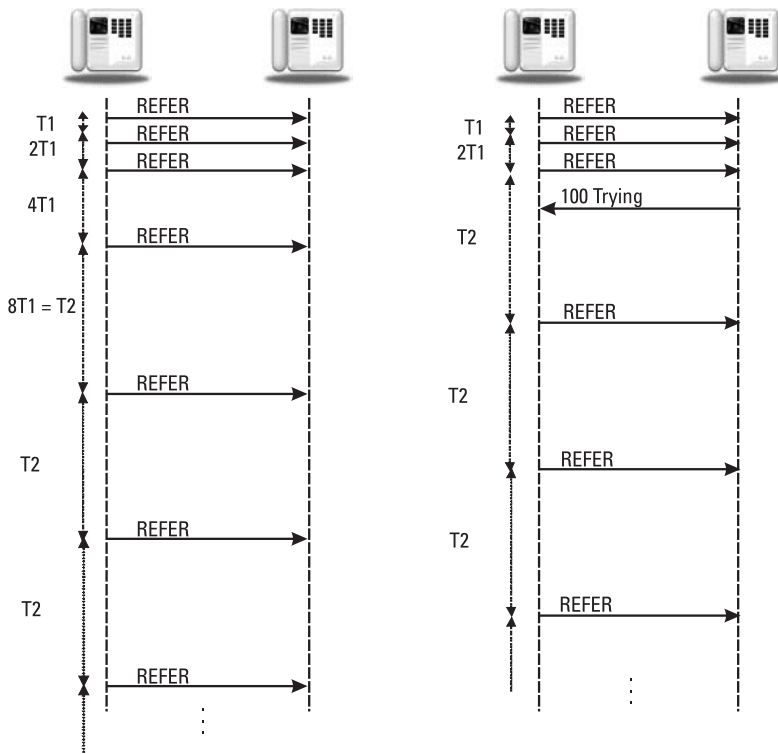 REFER
T1
REFER
2T1
REFER
4T1
REFER
8T1 = T2
REFER
T2
REFER
T2
REFER
REFER
T1
REFER
2T1
REFER
100 Trying
T2
REFER
T2
REFER
T2
REFER